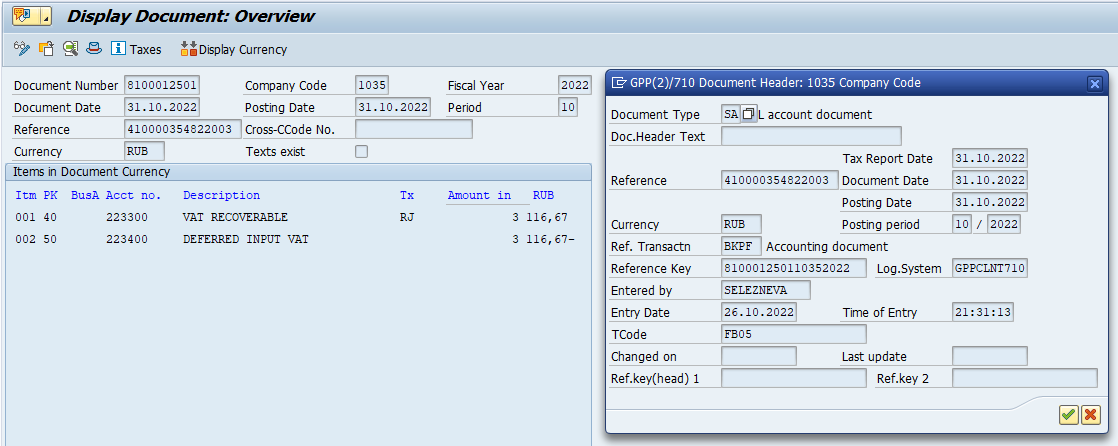 Display Document: Overview
Taxes Display Currency
Document Number 8100012501 Company Code 1035 Fiscal Year 2022
Document Date 31.10.2022 Posting Date 31.10.2022 Period 10
Reference 410000354822003 Cross-CCode No.
Currency RUB Texts exist
Items in Document Currency
Itm PK BusA Acct no. Description Tx Amount in RUB
001 40 223300 VAT RECOVERABLE RJ 3 116,67
002 50 223400 DEFERRED INPUT VAT 3 116,67-
GPP(2)/710 Document Header: 1035 Company Code
Document Type SA L account document
Doc.Header Text
Tax Report Date 31.10.2022
Reference 410000354822003 Document Date 31.10.2022
Posting Date 31.10.2022
Currency RUB Posting period 10 / 2022
Ref. Transactn BKPF Accounting document
Reference Key 810001250110352022 Log.System GPPCLNT710
Entered by SELEZNEVA
Entry Date 26.10.2022 Time of Entry 21:31:13
TCode FB05
Changed on Last update
Ref.key(head) 1 Ref.key 2